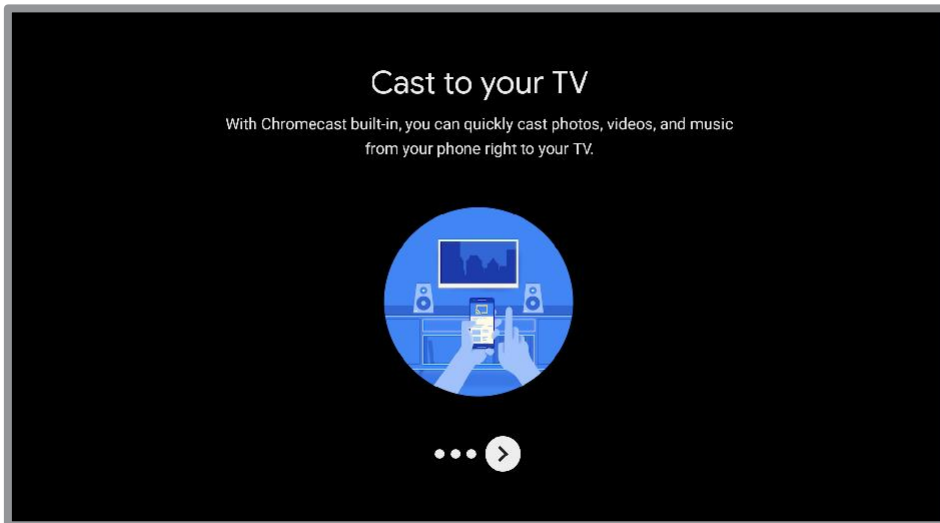 Cast to your TV
With Chromecast built-in, you can quickly cast photos, videos, and music
from your phone right to your TV.